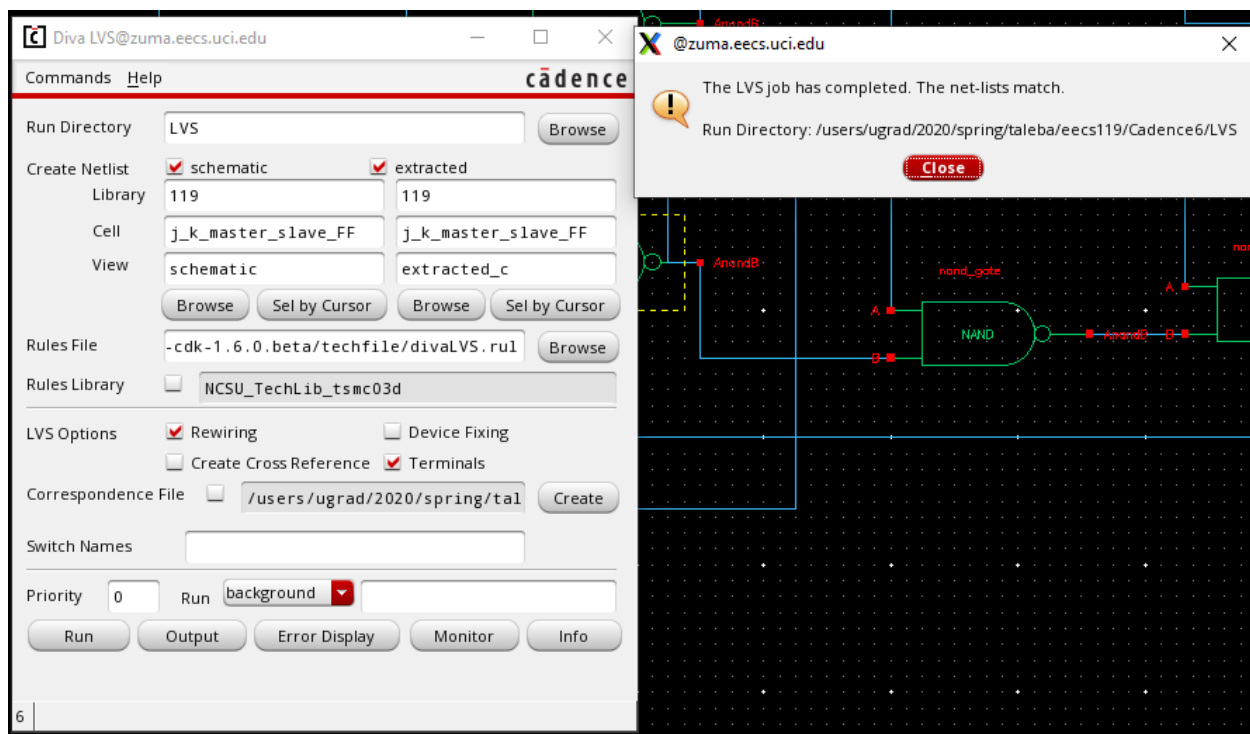 Diva LVS@zuma.eecs.uci.edu
Commands Help
cādence
Run Directory LVS Browse
Create Netlist schematic extracted
Library 119 119
Cell j_k_master_slave_FF j_k_master_slave_FF
View schematic extracted_c
Browse Sel by Cursor Browse Sel by Cursor
Rules File -cdk-1.6.0.beta/techfile/divaLVS.rul Browse
Rules Library NCSU_TechLib_tsmc03d
LVS Options Rewiring Device Fixing
Create Cross Reference Terminals
Correspondence File /users/ugrad/2020/spring/tal Create
Switch Names
Priority 0 Run background
Run Output Error Display Monitor Info
6
@zuma.eecs.uci.edu
The LVS job has completed. The net-lists match.
Run Directory: /users/ugrad/2020/spring/taleba/eecs119/Cadence6/LVS
Close
AnandB
AnandB
nand_gate
A
NAND
B
AnandB
A
B